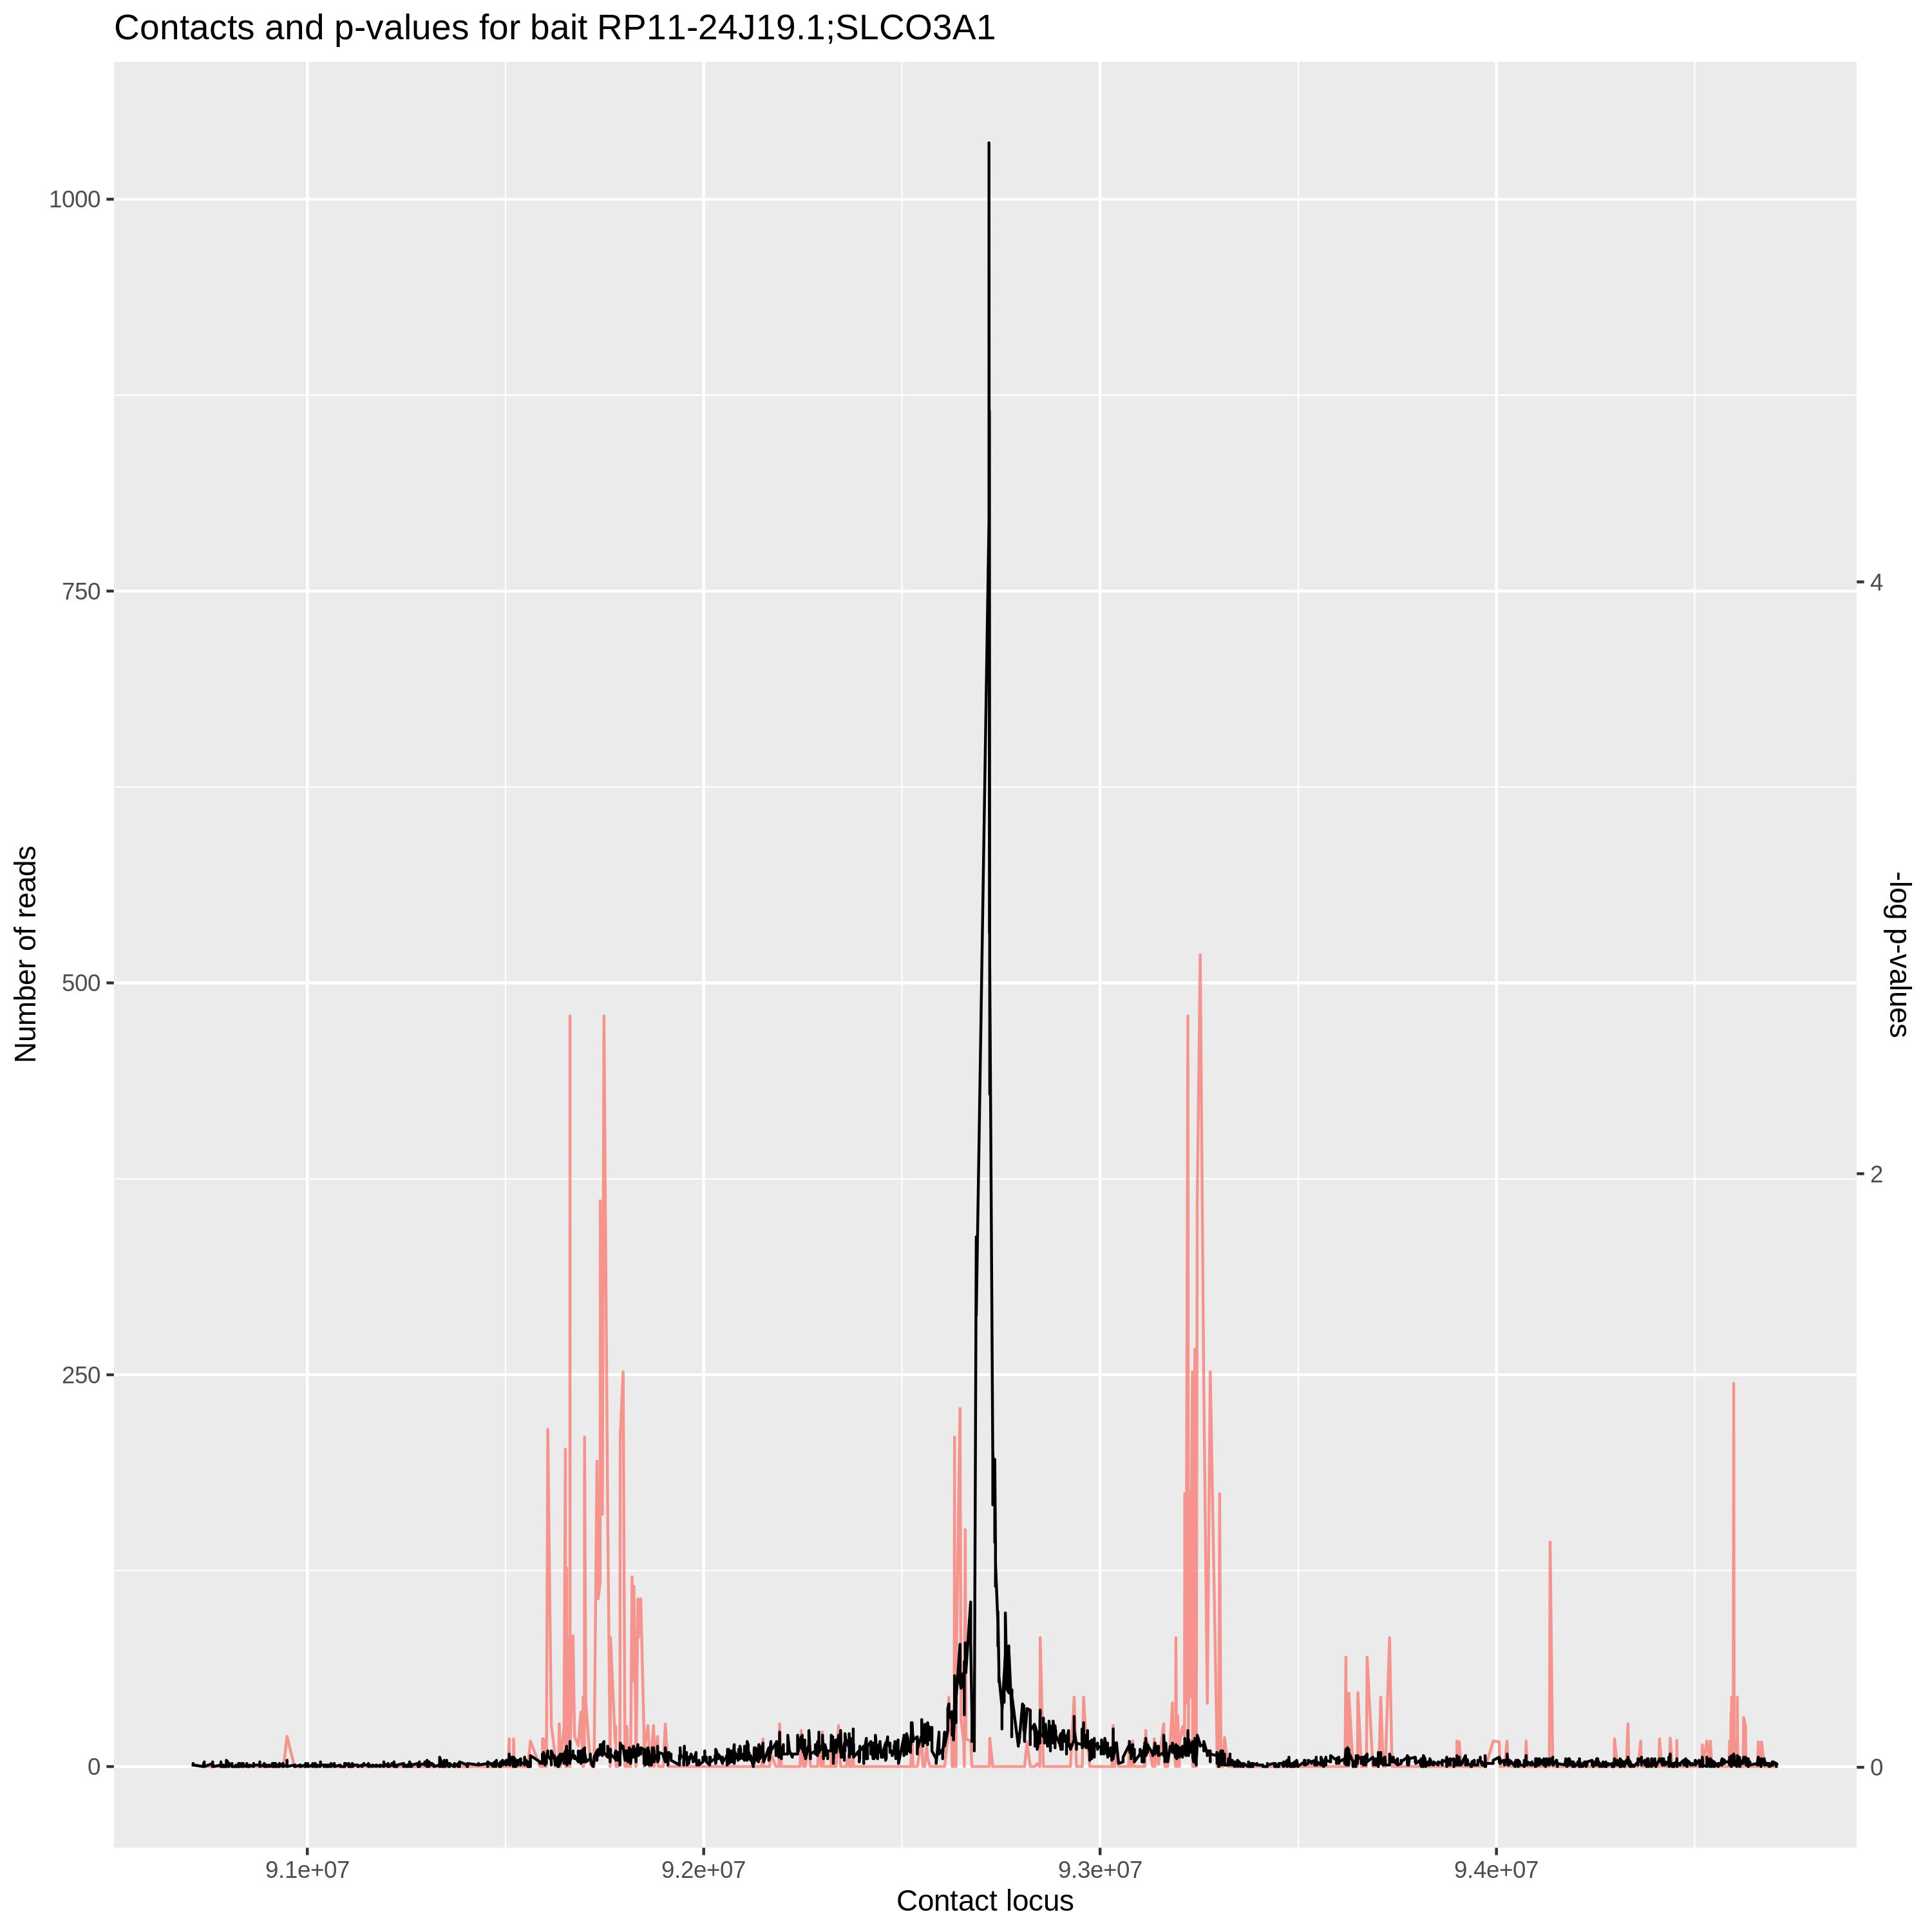 Contacts and p-values for bait RP11-24J19.1;SLCO3A1
1000
750
500
250
0
Number of reads
4
2
0
-log p-values
9.1e+07
9.2e+07
9.3e+07
9.4e+07
Contact locus